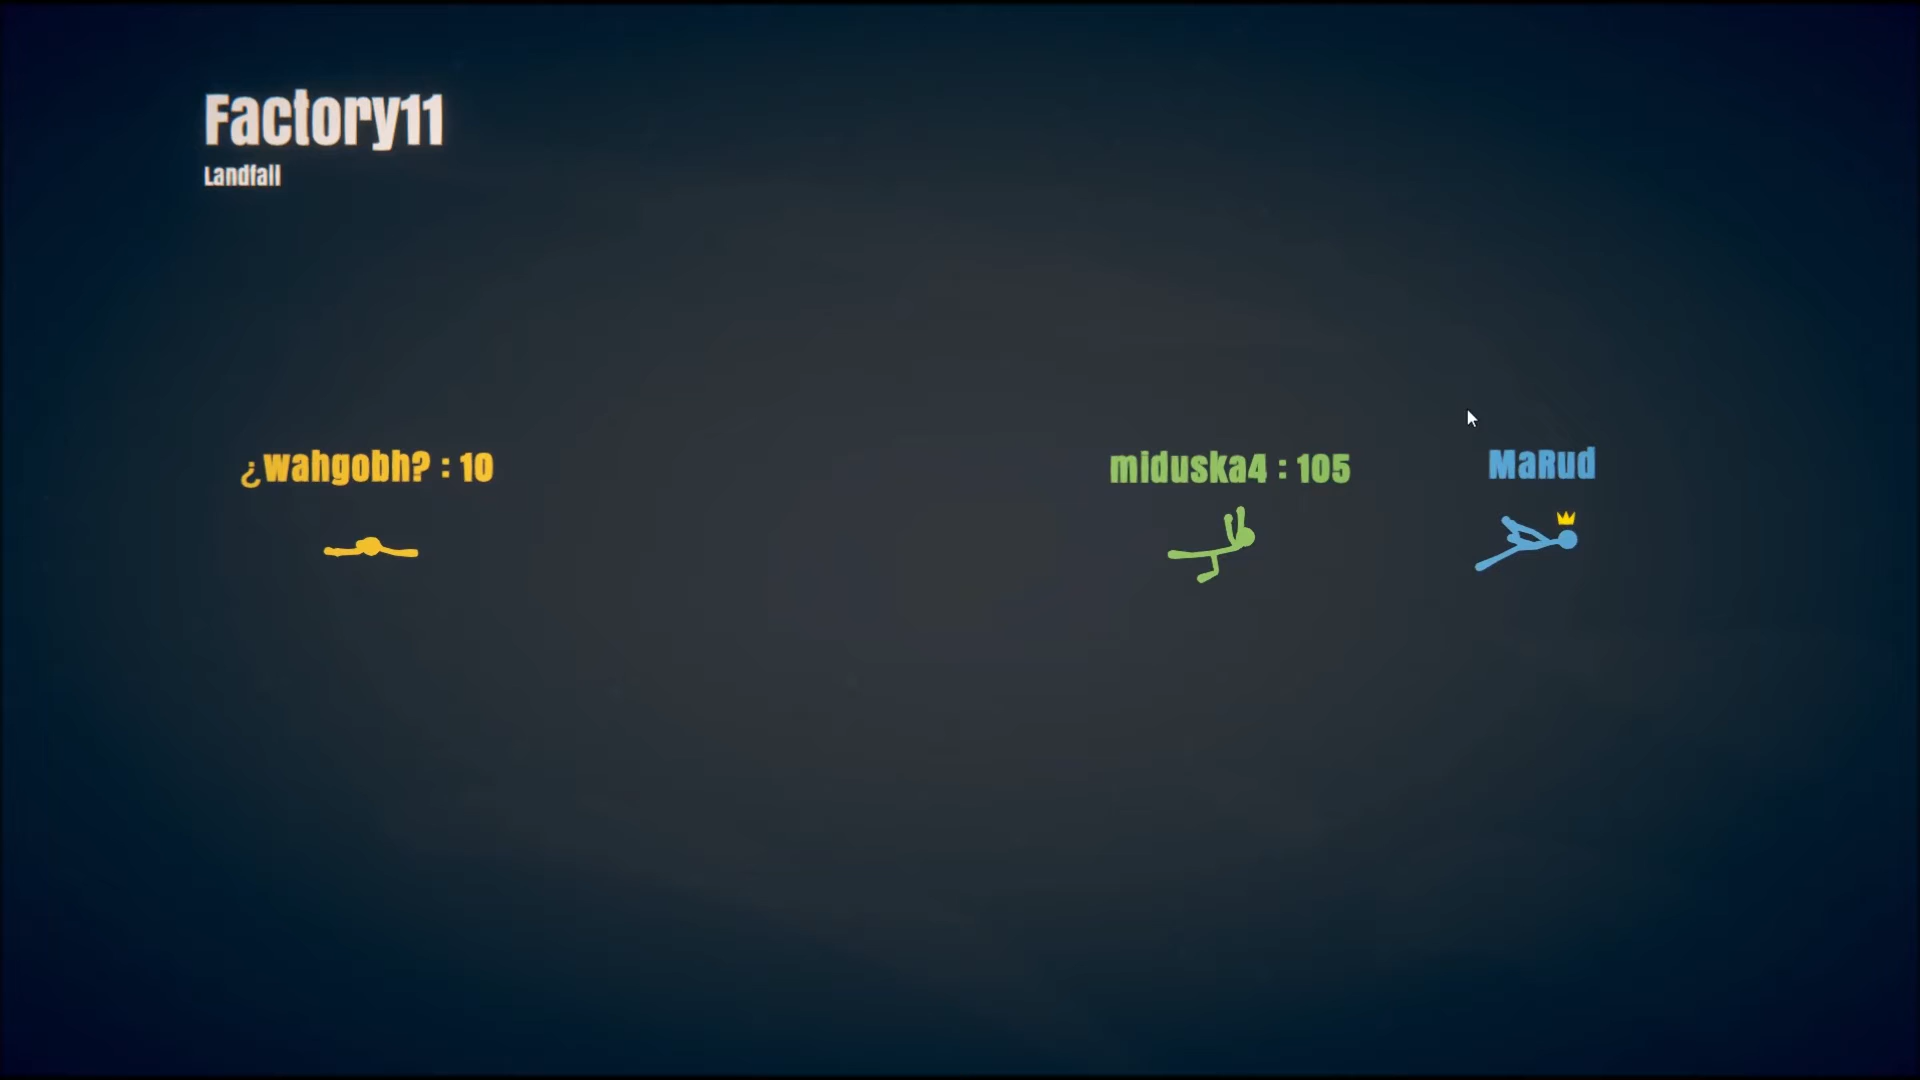 Factory11
Landfall
¿wahgobh? : 10
miduska4 : 105
MaRud